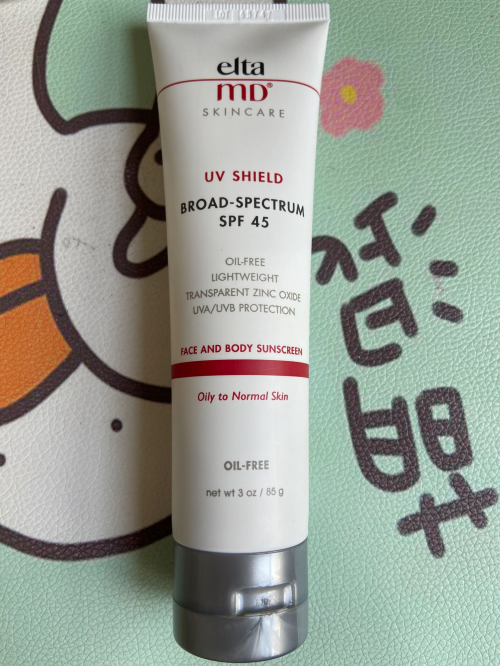 elta
MD®
SKINCARE
UV SHIELD
BROAD-SPECTRUM
SPF 45
OIL-FREE
LIGHTWEIGHT
TRANSPARENT ZINC OXIDE
UVA/UVB PROTECTION
FACE AND BODY SUNSCREEN
Oily to Normal Skin
OIL-FREE
net wt 3 oz / 85 g